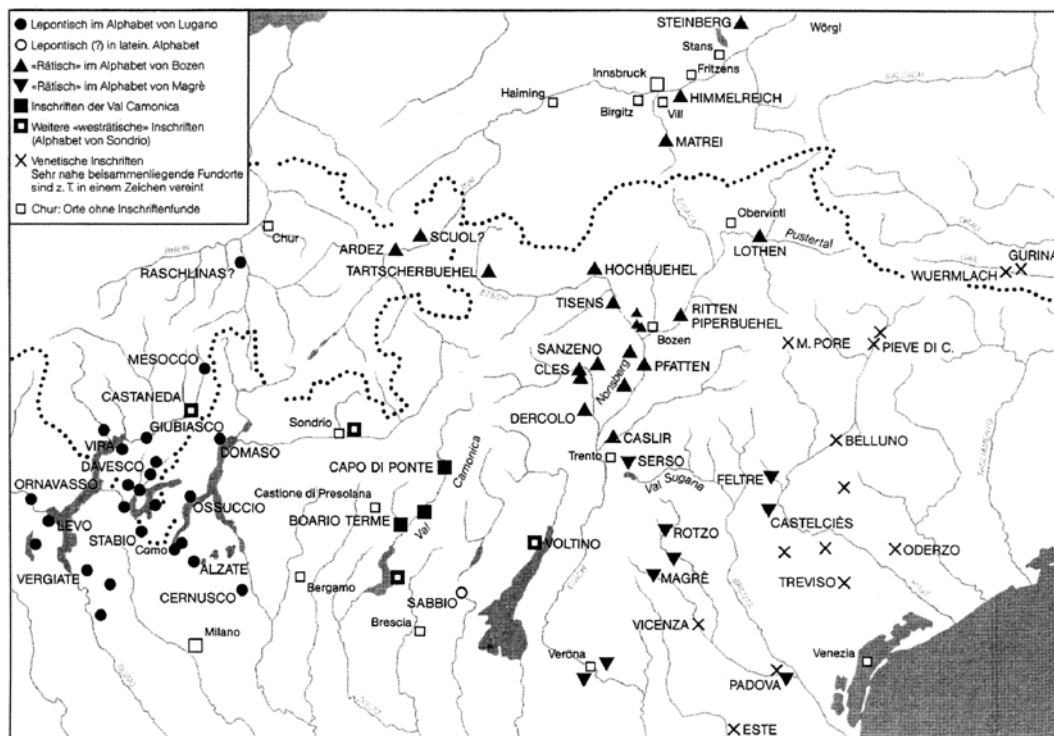 Lepontisch im Alphabet von Lugano
Lepontisch (?) in latein. Alphabet
«Rätisch» im Alphabet von Bozen
«Rätisch» im Alphabet von Magrè
Inschriften der Val Camonica
Weitere «westrätische» Inschriften
(Alphabet von Sondrio)
Venetische Inschriften
Sehr nahe beisammenliegende Fundorte
sind z. T. in einem Zeichen vereint
Chur: Orte ohne Inschriftenfunde
STEINBERG
Wörgl
Stans
Fritzens
Innsbruck
Haiming
Birgitz
Vill
HIMMELREICH
MATREI
SALZACH
INN
Chur
RHEIN
SCUOL?
ARDEZ
TARTSCHERBUEHEL
RASCHLINAS?
ETSCH
HOCHBUEHEL
Obervintl
LOTHEN
Pustertal
GURINA
WUERMLACH
TISENS
RITTEN
PIPERBUEHEL
Bozen
M. PORE
PIEVE DI C.
MESOCCO
SANZENO
CLES
Nonsberg
PFATTEN
CASTANEDA
GIUBIASCO
DERCOLO
Sondrio
DOMASO
VIRA
CASLIR
BELLUNO
TAGLIAMENTO
DAVESCO
CAPO DI PONTE
Camonica
Trento
SERSO
Val Sugana
FELTRE
ORNAVASSO
OSSUCCIO
Castione di Presolana
BOARIO TERME
Val
CASTELCIÈS
LEVO
STABIO
Como
VOLTINO
ROTZO
ODERZO
ALZATE
VERGIATE
CERNUSCO
Bergamo
SABBIO
ETSCH
MAGRÈ
TREVISO
Milano
Brescia
VICENZA
Verona
Venezia
PADOVA
ESTE